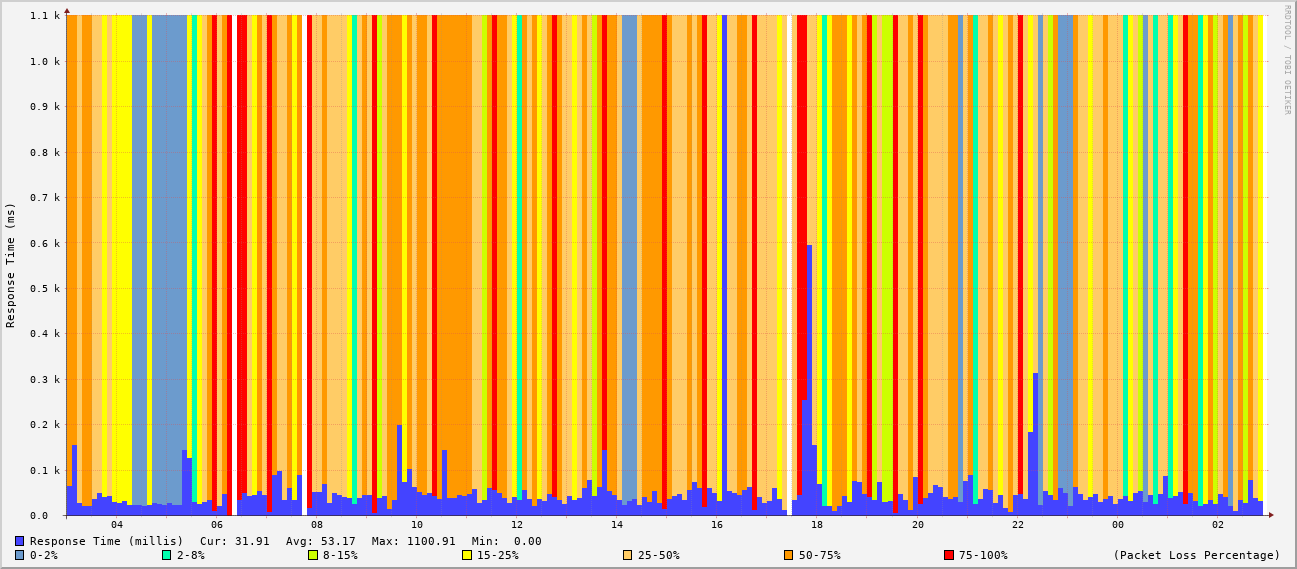 RRDTOOL / TOBI OETIKER
1.1 k
1.0 k
0.9 k
0.8 k
0.7 k
0.6 k
0.5 k
0.4 k
0.3 k
0.2 k
0.1 k
0.0
Response Time (ms)
04 06 08 10 12 14 16 18 20 22 00 02
Response Time (millis) Cur: 31.91 Avg: 53.17 Max: 1100.91 Min: 0.00
0-2% 2-8% 8-15% 15-25% 25-50% 50-75% 75-100% (Packet Loss Percentage)